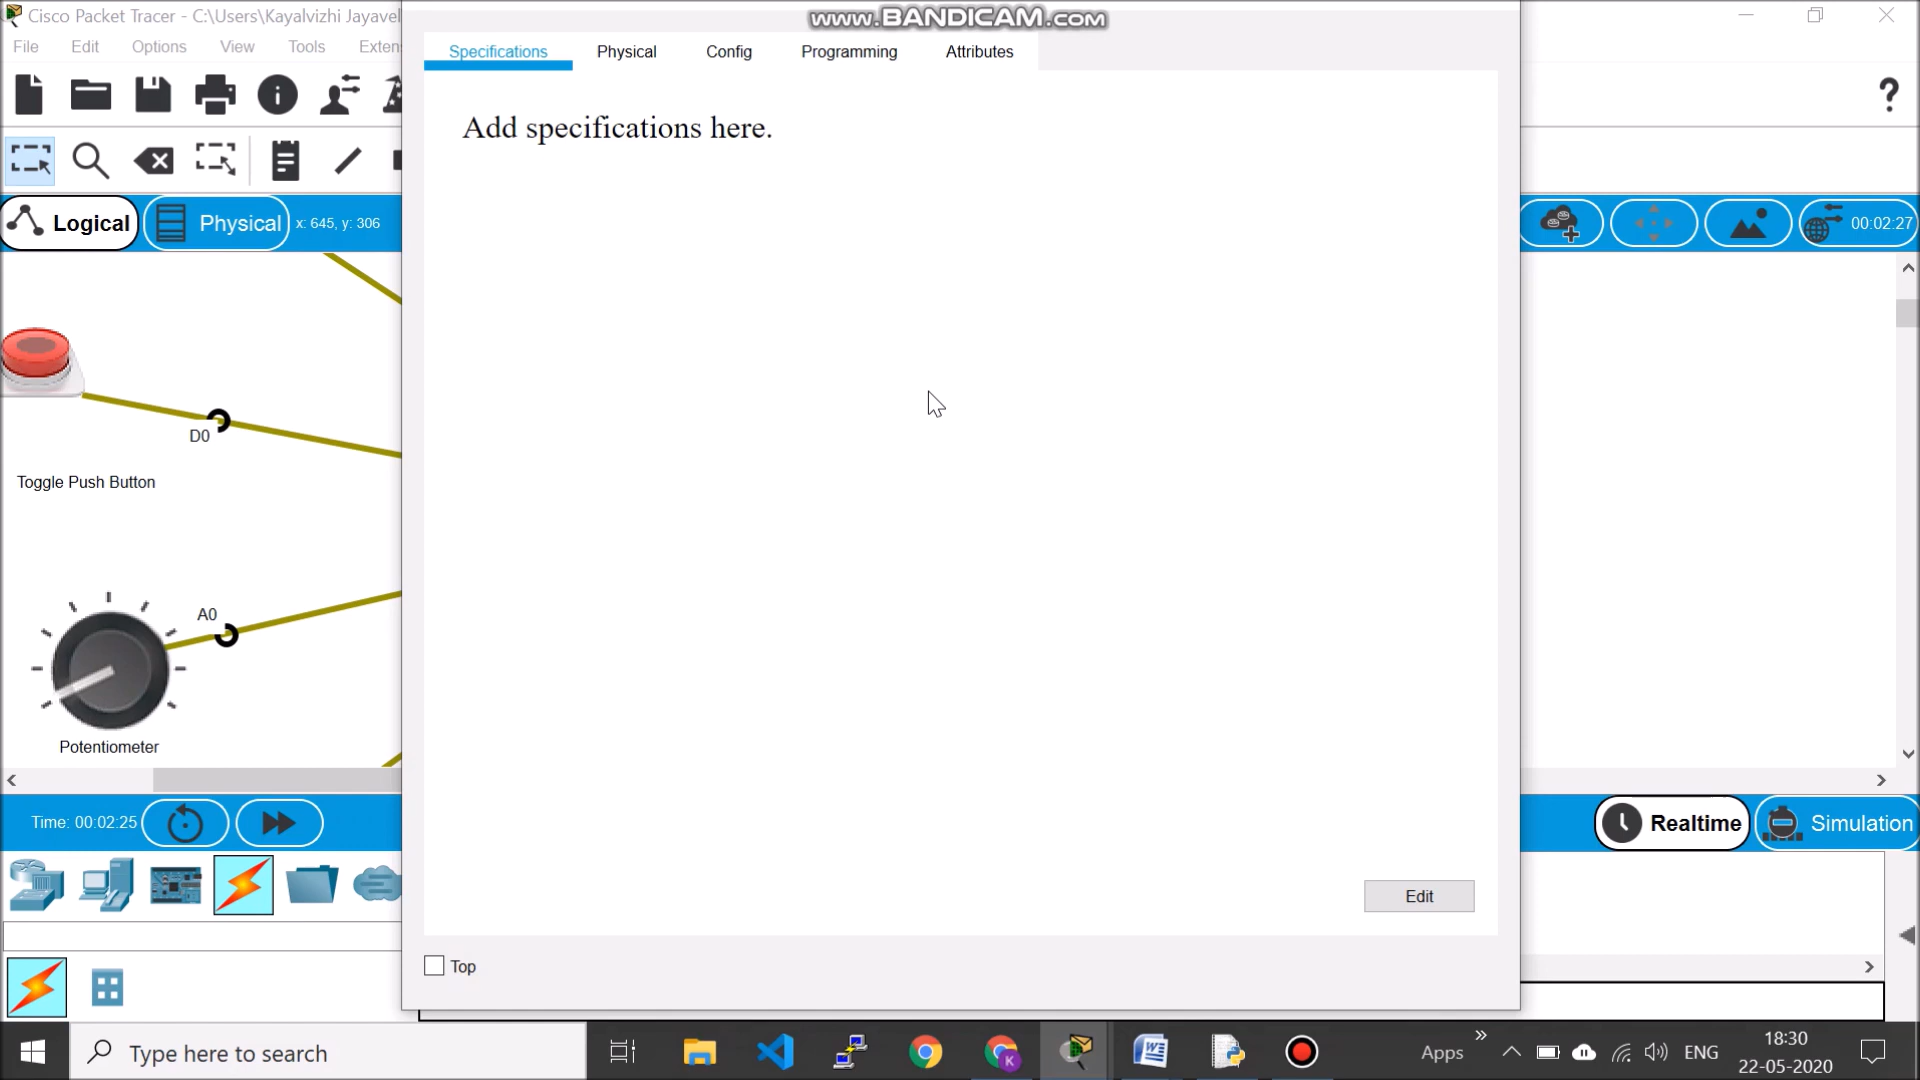 Cisco Packet Tracer - C:\Users\Kayalvizhi Jayavel
www.BANDICAM.com
File Edit Options View Tools Exten
Specifications Physical Config Programming Attributes
Add specifications here.
?
Logical Physical x: 645, y: 306
00:02:27
D0
Toggle Push Button
A0
Potentiometer
Time: 00:02:25
Realtime Simulation
Edit
Top
Type here to search
Apps
ENG
18:30
22-05-2020